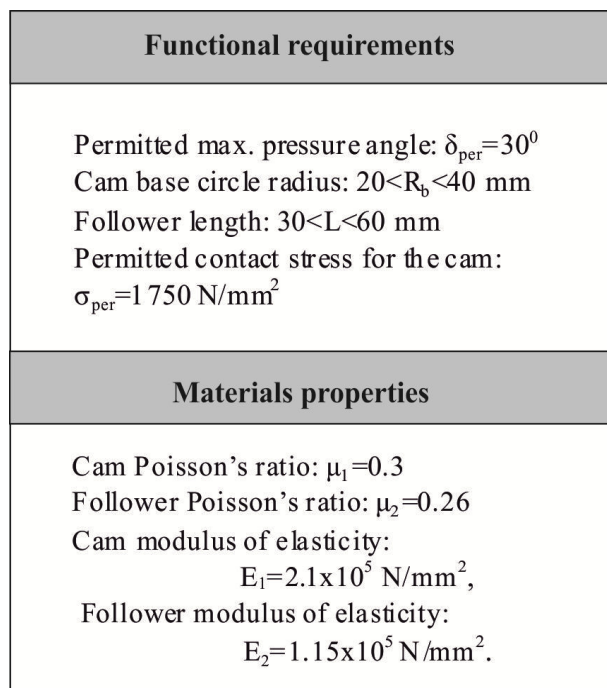 Functional requirements
Permitted max. pressure angle: δper=30⁰
Cam base circle radius: 20<Rb<40 mm
Follower length: 30<L<60 mm
Permitted contact stress for the cam:
σper=1750 N/mm²
Materials properties
Cam Poisson's ratio: μ₁=0.3
Follower Poisson's ratio: μ₂=0.26
Cam modulus of elasticity:
E₁=2.1x10⁵ N/mm²,
Follower modulus of elasticity:
E₂=1.15x10⁵ N/mm².